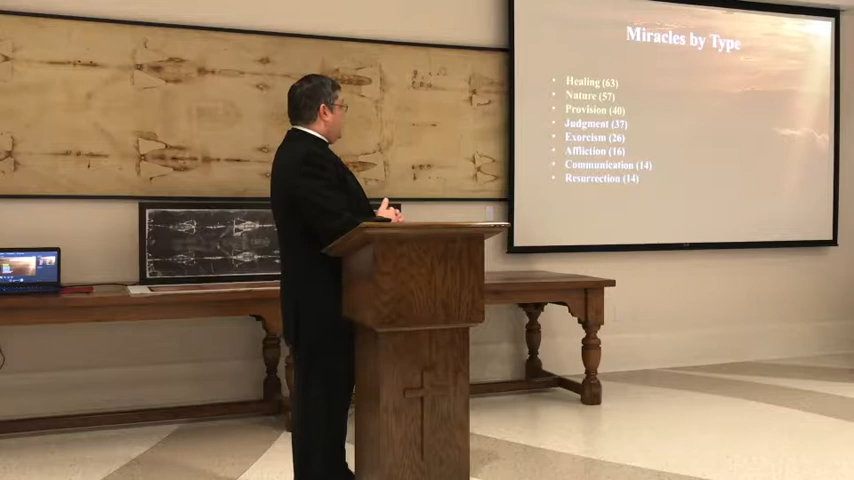 Miracles by Type
• Healing (63)
• Nature (57)
• Provision (40)
• Judgment (37)
• Exorcism (26)
• Affliction (16)
• Communication (14)
• Resurrection (14)